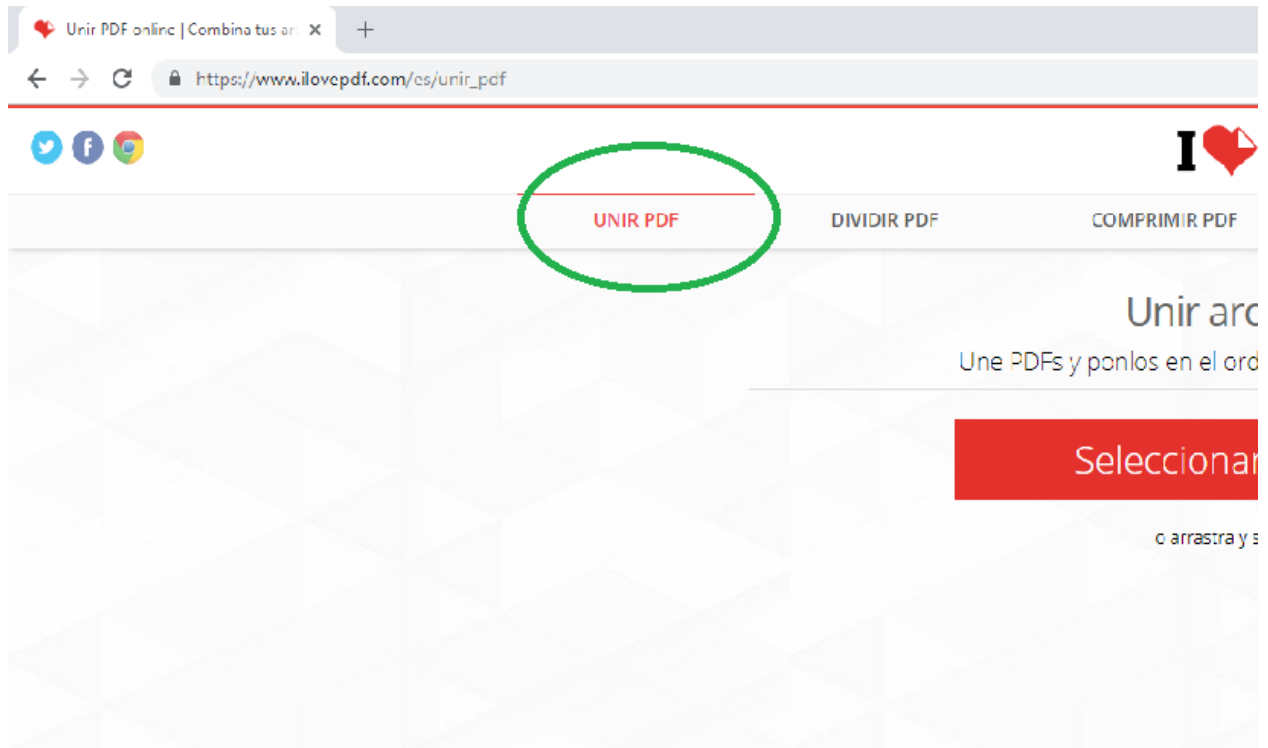 Unir PDF online | Combina tus ar
https://www.ilovepdf.com/es/unir_pdf
I
UNIR PDF DIVIDIR PDF COMPRIMIR PDF
Unir arc
Une PDFs y ponlos en el ord
Seleccionar
o arrastra y s